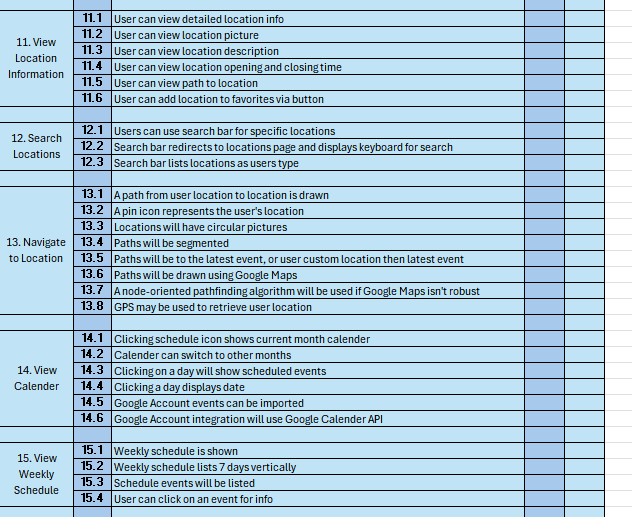 11. View
Location
Information
11.1 User can view detailed location info
11.2 User can view location picture
11.3 User can view location description
11.4 User can view location opening and closing time
11.5 User can view path to location
11.6 User can add location to favorites via button
12. Search
Locations
12.1 Users can use search bar for specific locations
12.2 Search bar redirects to locations page and displays keyboard for search
12.3 Search bar lists locations as users type
13. Navigate
to Location
13.1 A path from user location to location is drawn
13.2 A pin icon represents the user's location
13.3 Locations will have circular pictures
13.4 Paths will be segmented
13.5 Paths will be to the latest event, or user custom location then latest event
13.6 Paths will be drawn using Google Maps
13.7 A node-oriented pathfinding algorithm will be used if Google Maps isn't robust
13.8 GPS may be used to retrieve user location
14. View
Calender
14.1 Clicking schedule icon shows current month calender
14.2 Calender can switch to other months
14.3 Clicking on a day will show scheduled events
14.4 Clicking a day displays date
14.5 Google Account events can be imported
14.6 Google Account integration will use Google Calender API
15. View
Weekly
Schedule
15.1 Weekly schedule is shown
15.2 Weekly schedule lists 7 days vertically
15.3 Schedule events will be listed
15.4 User can click on an event for info